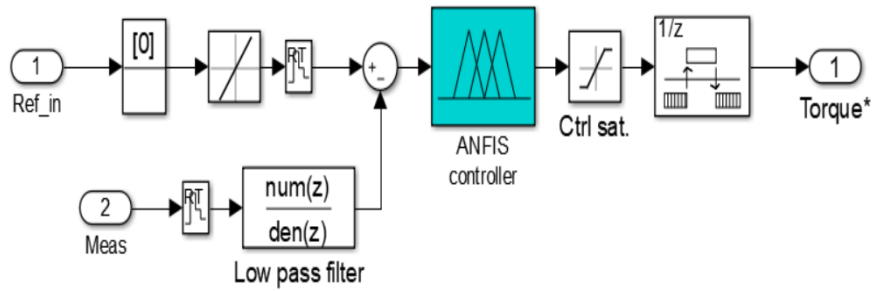 [0]
1/z
1
RT
+
-
1
Ref_in
Ctrl sat.
Torque*
ANFIS
controller
2
RT
num(z)
den(z)
Meas
Low pass filter